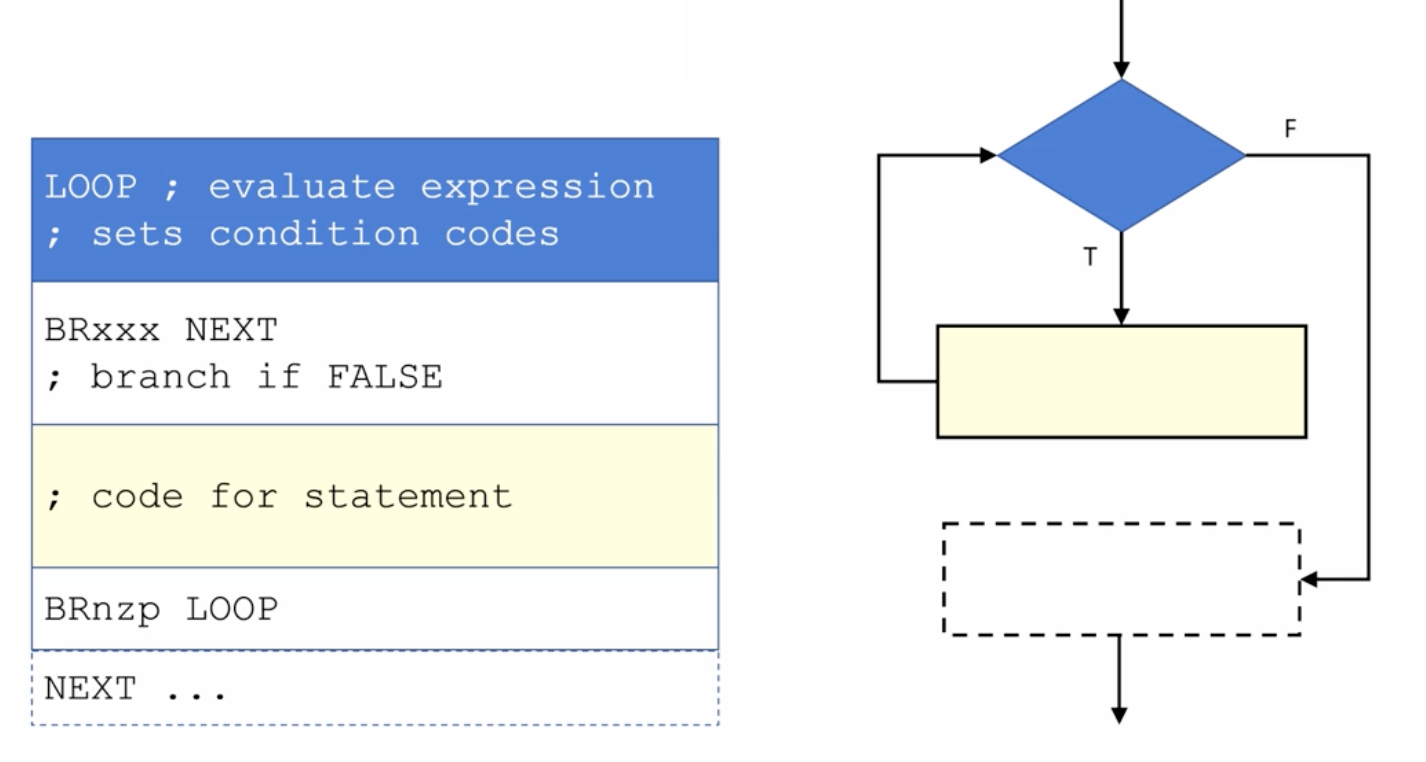 LOOP ; evaluate expression
; sets condition codes
BRxxx NEXT
; branch if FALSE
; code for statement
BRnzp LOOP
NEXT ...
F
T